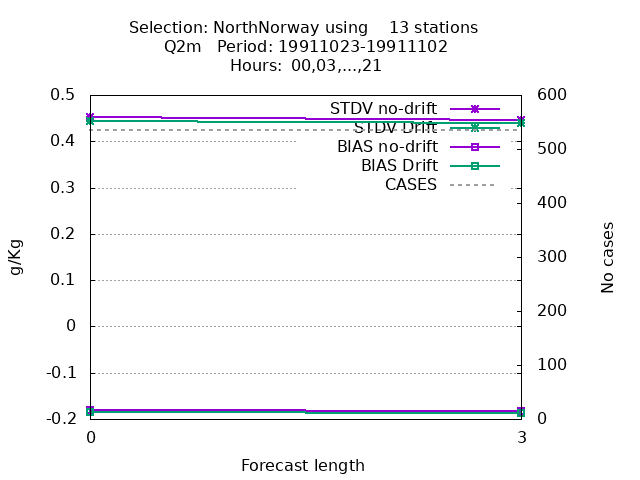 Selection: NorthNorway using 13 stations
Q2m Period: 19911023-19911102
Hours: 00,03,...,21
0.5
0.4
0.3
0.2
0.1
0
-0.1
-0.2
g/Kg
STDV no-drift
STDV Drift
BIAS no-drift
BIAS Drift
CASES
600
500
400
300
200
100
0
No cases
0 3
Forecast length